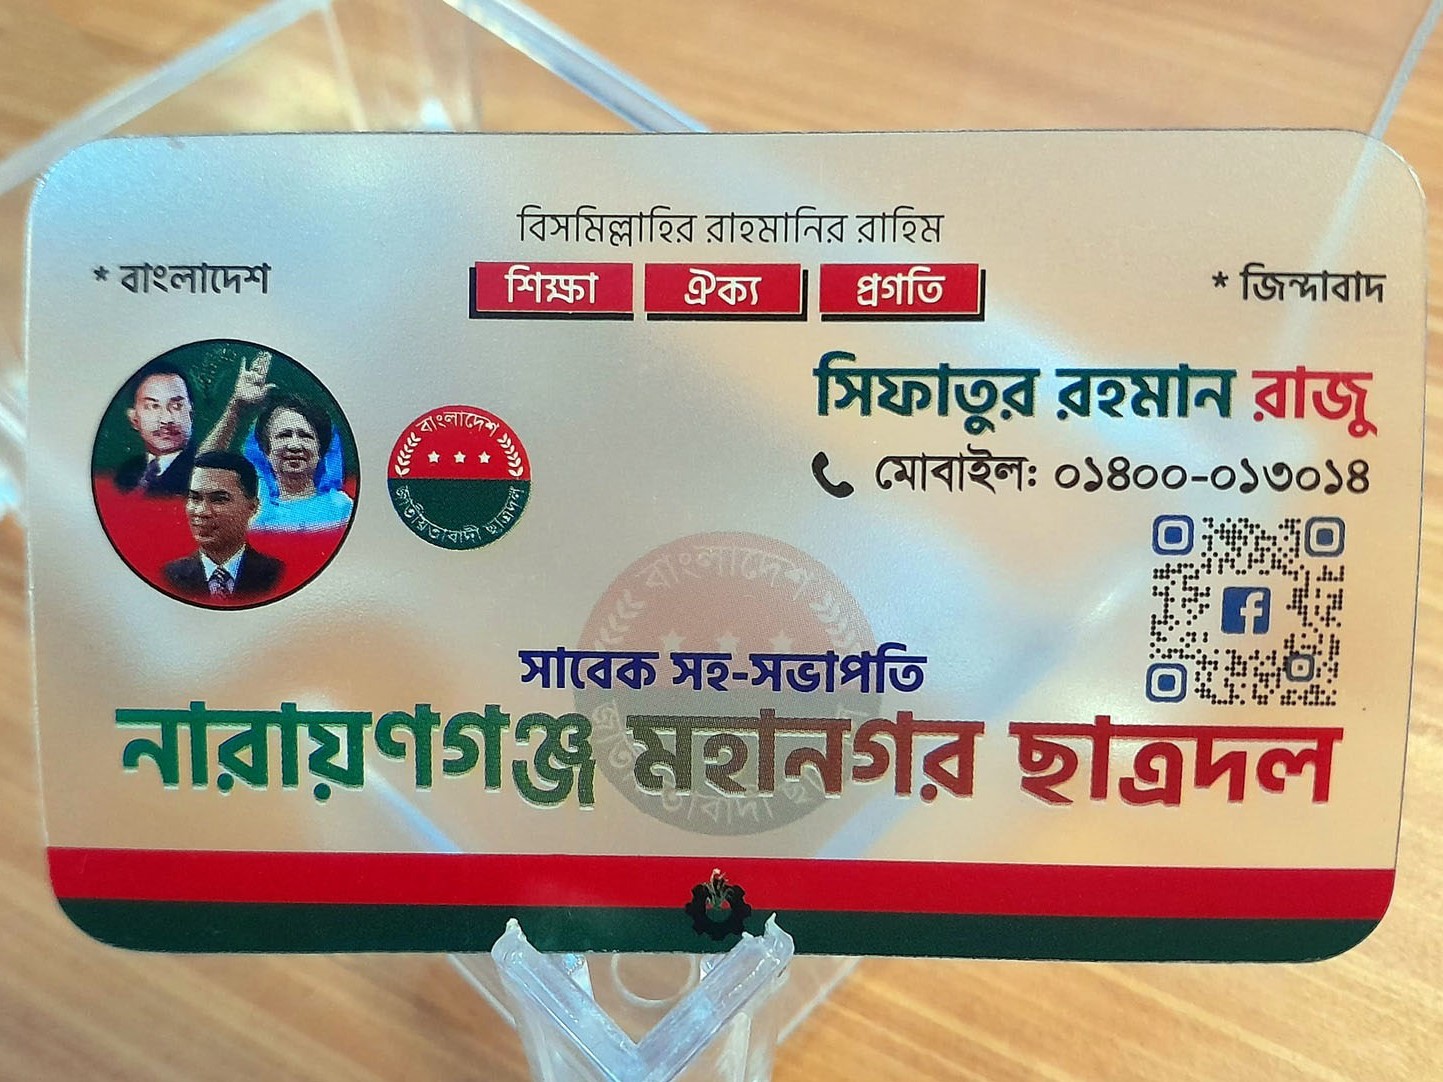 বিসমিল্লাহির রাহমানির রাহিম
* বাংলাদেশ
শিক্ষা ঐক্য প্রগতি
* জিন্দাবাদ
সিফাতুর রহমান রাজু
মোবাইল: ০১৪০০-০১৩০১৪
বাংলাদেশ
জাতীয়তাবাদী ছাত্রদল
বাংলাদেশ
সাবেক সহ-সভাপতি
নারায়ণগঞ্জ মহানগর ছাত্রদল